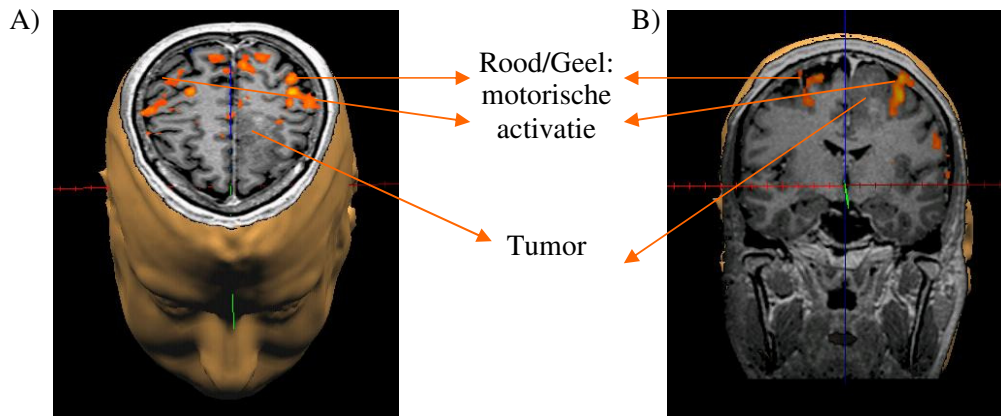 A)
B)
Rood/Geel:
motorische
activatie
Tumor